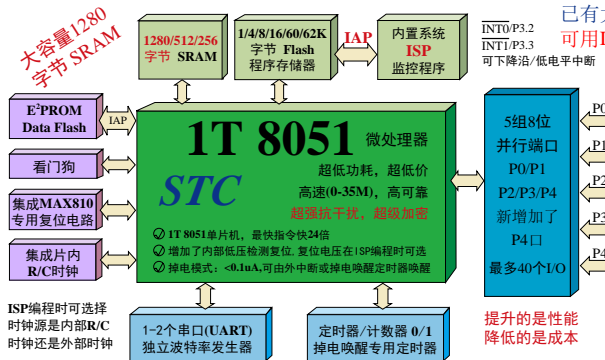 大容量1280
字节 SRAM
1280/512/256
字节 SRAM
1/4/8/16/60/62K
字节 Flash
程序存储器
IAP
内置系统
ISP
监控程序
INT0/P3.2
INT1/P3.3
可下降沿/低电平中断
E²PROM
Data Flash
IAP
看门狗
集成MAX810
专用复位电路
集成片内
R/C时钟
1T 8051 微处理器
STC
超低功耗，超低价
高速(0-35M)，高可靠
超强抗干扰，超级加密
1T 8051单片机，最快指令快24倍
增加了内部低压检测复位, 复位电压在ISP编程时可选
掉电模式：<0.1uA,可由外中断或掉电唤醒定时器唤醒
5组8位
并行端口
P0/P1
P2/P3/P4
新增加了
P4口
最多40个I/O
P0
P1
P2
P3
P4
ISP编程时可选择
时钟源是内部R/C
时钟还是外部时钟
1-2个串口(UART)
独立波特率发生器
定时器/计数器 0/1
掉电唤醒专用定时器
提升的是性能
降低的是成本
已有
可用